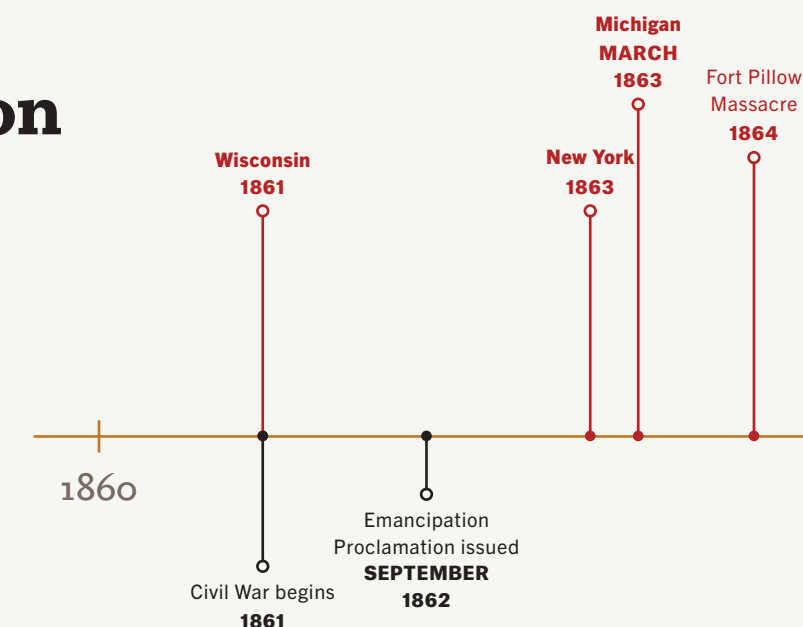 on
Michigan
MARCH
1863
Fort Pillow
Massacre
1864
Wisconsin
1861
New York
1863
1860
Emancipation
Proclamation issued
SEPTEMBER
1862
Civil War begins
1861